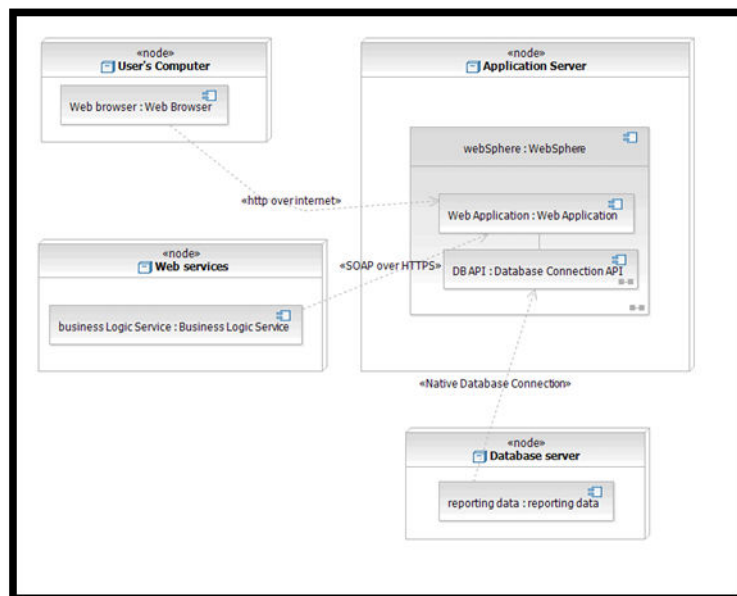 «node»
User's Computer
Web browser : Web Browser
«node»
Application Server
webSphere : WebSphere
«http over internet»
Web Application : Web Application
«node»
Web services
«SOAP over HTTPS»
DB API : Database Connection API
business Logic Service : Business Logic Service
«Native Database Connection»
«node»
Database server
reporting data : reporting data